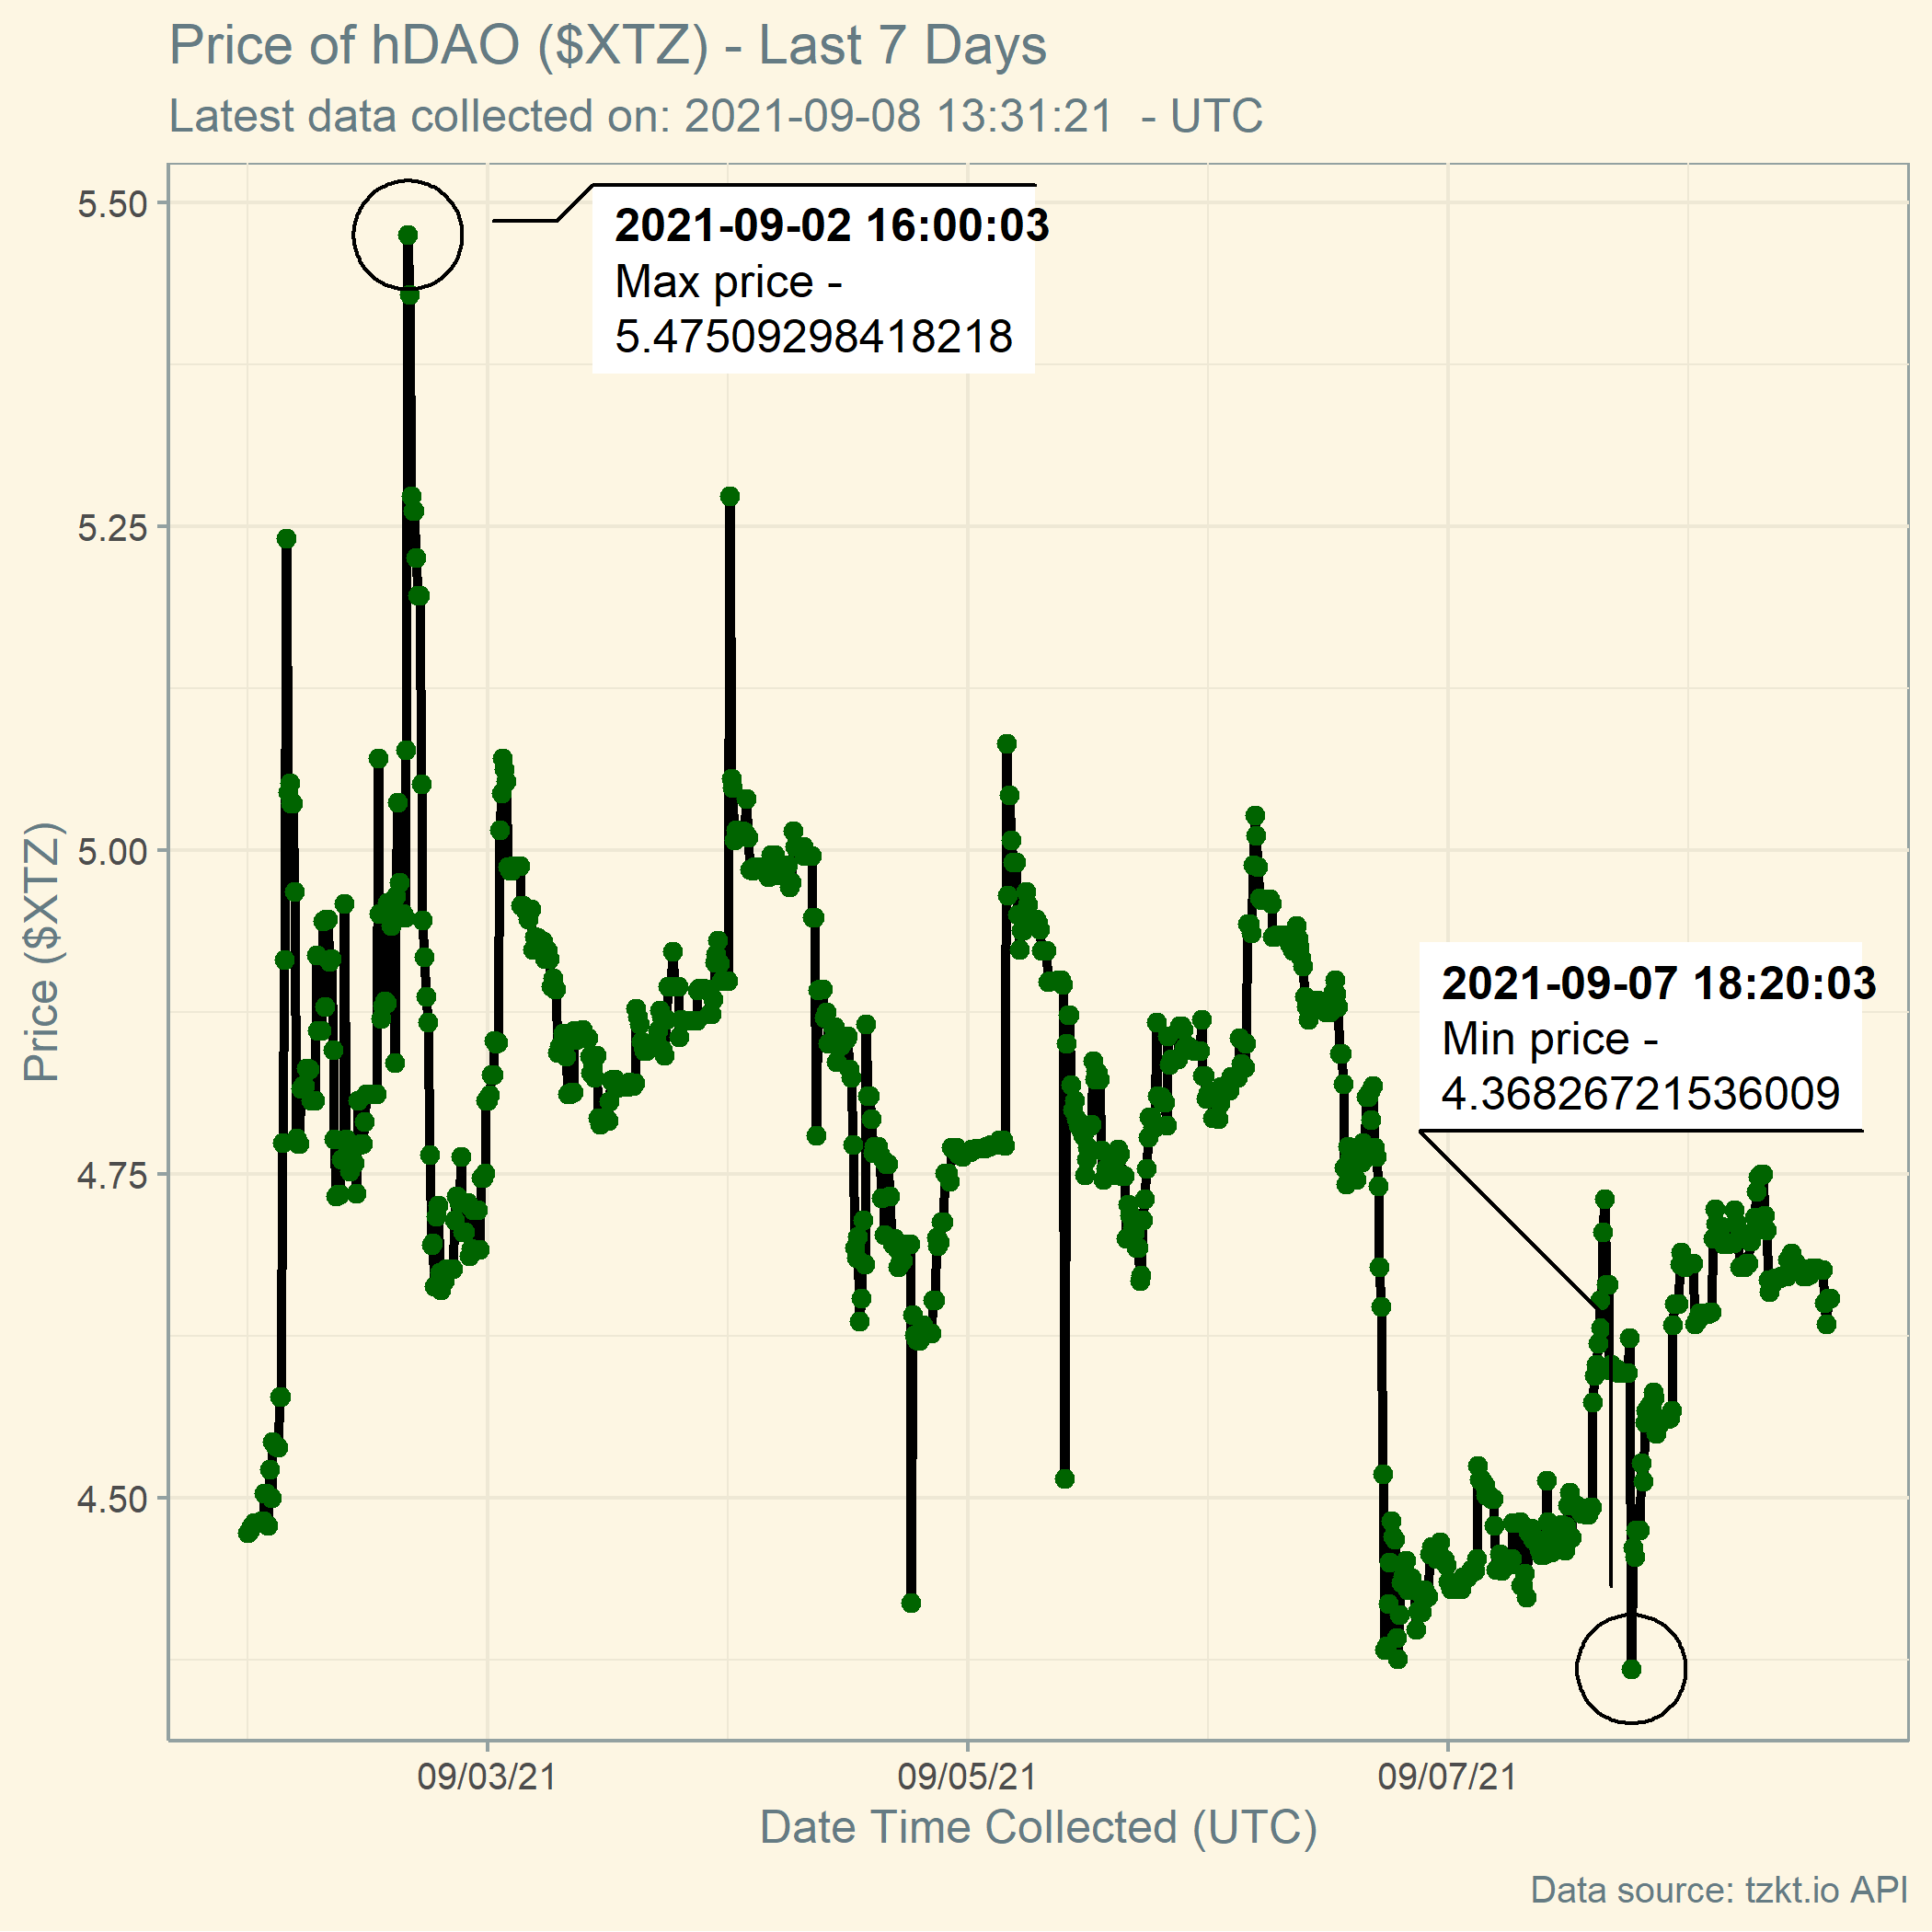 Price of hDAO ($XTZ) - Last 7 Days
Latest data collected on: 2021-09-08 13:31:21  - UTC
5.50
5.25
5.00
4.75
4.50
Price ($XTZ)
2021-09-02 16:00:03
Max price -
5.47509298418218
2021-09-07 18:20:03
Min price -
4.36826721536009
09/03/21
09/05/21
09/07/21
Date Time Collected (UTC)
Data source: tzkt.io API